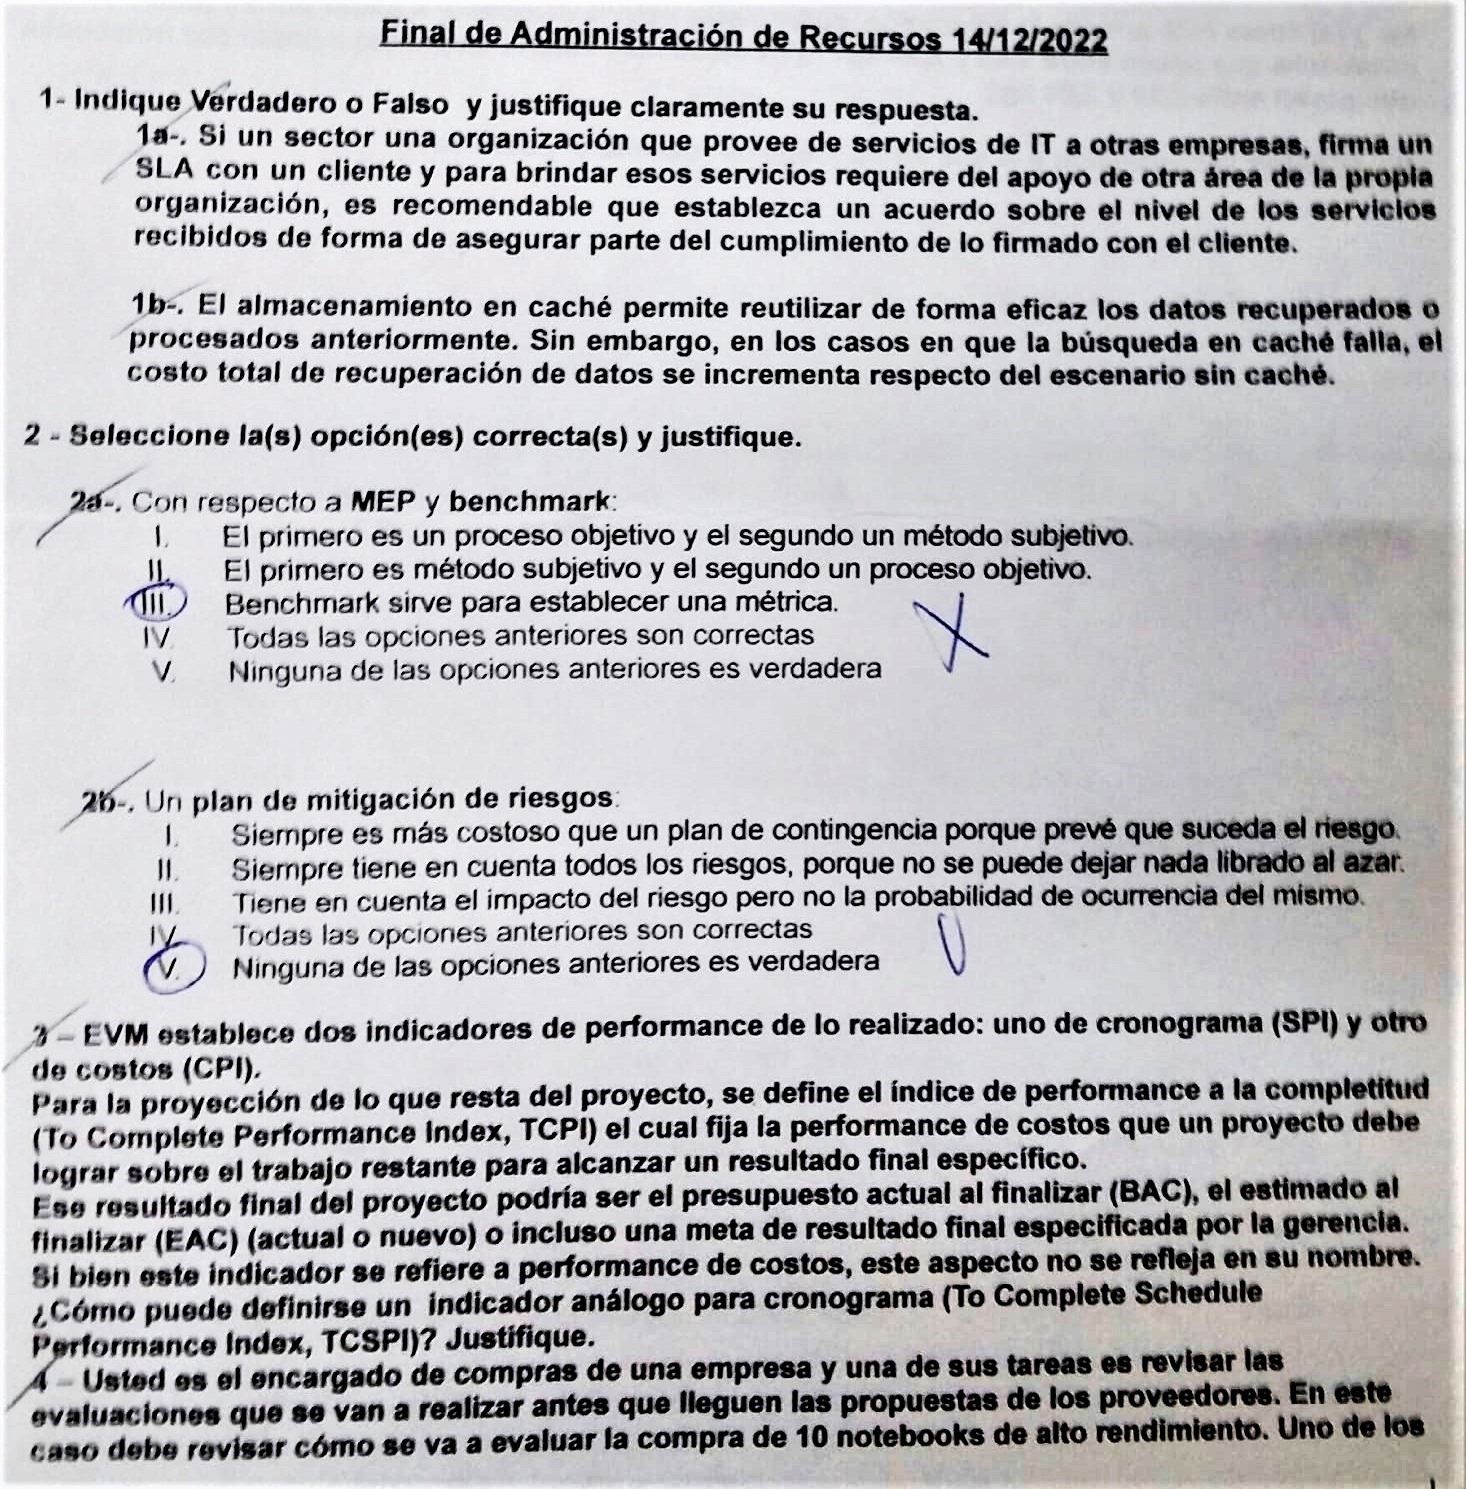 Final de Administración de Recursos 14/12/2022
1- Indique Verdadero o Falso y justifique claramente su respuesta.
1a-. Si un sector una organización que provee de servicios de IT a otras empresas, firma un
SLA con un cliente y para brindar esos servicios requiere del apoyo de otra área de la propia
organización, es recomendable que establezca un acuerdo sobre el nivel de los servicios
recibidos de forma de asegurar parte del cumplimiento de lo firmado con el cliente.
1b-. El almacenamiento en caché permite reutilizar de forma eficaz los datos recuperados o
procesados anteriormente. Sin embargo, en los casos en que la búsqueda en caché falla, el
costo total de recuperación de datos se incrementa respecto del escenario sin caché.
2 - Seleccione la(s) opción(es) correcta(s) y justifique.
2a-. Con respecto a MEP y benchmark:
I. El primero es un proceso objetivo y el segundo un método subjetivo.
II. El primero es método subjetivo y el segundo un proceso objetivo.
III. Benchmark sirve para establecer una métrica.
IV. Todas las opciones anteriores son correctas
V. Ninguna de las opciones anteriores es verdadera
2b-. Un plan de mitigación de riesgos:
I. Siempre es más costoso que un plan de contingencia porque prevé que suceda el riesgo.
II. Siempre tiene en cuenta todos los riesgos, porque no se puede dejar nada librado al azar.
III. Tiene en cuenta el impacto del riesgo pero no la probabilidad de ocurrencia del mismo.
IV. Todas las opciones anteriores son correctas
V. Ninguna de las opciones anteriores es verdadera
3 – EVM establece dos indicadores de performance de lo realizado: uno de cronograma (SPI) y otro
de costos (CPI).
Para la proyección de lo que resta del proyecto, se define el índice de performance a la completitud
(To Complete Performance Index, TCPI) el cual fija la performance de costos que un proyecto debe
lograr sobre el trabajo restante para alcanzar un resultado final específico.
Ese resultado final del proyecto podría ser el presupuesto actual al finalizar (BAC), el estimado al
finalizar (EAC) (actual o nuevo) o incluso una meta de resultado final especificada por la gerencia.
Si bien este indicador se refiere a performance de costos, este aspecto no se refleja en su nombre.
¿Cómo puede definirse un indicador análogo para cronograma (To Complete Schedule
Performance Index, TCSPI)? Justifique.
4 – Usted es el encargado de compras de una empresa y una de sus tareas es revisar las
evaluaciones que se van a realizar antes que lleguen las propuestas de los proveedores. En este
caso debe revisar cómo se va a evaluar la compra de 10 notebooks de alto rendimiento. Uno de los